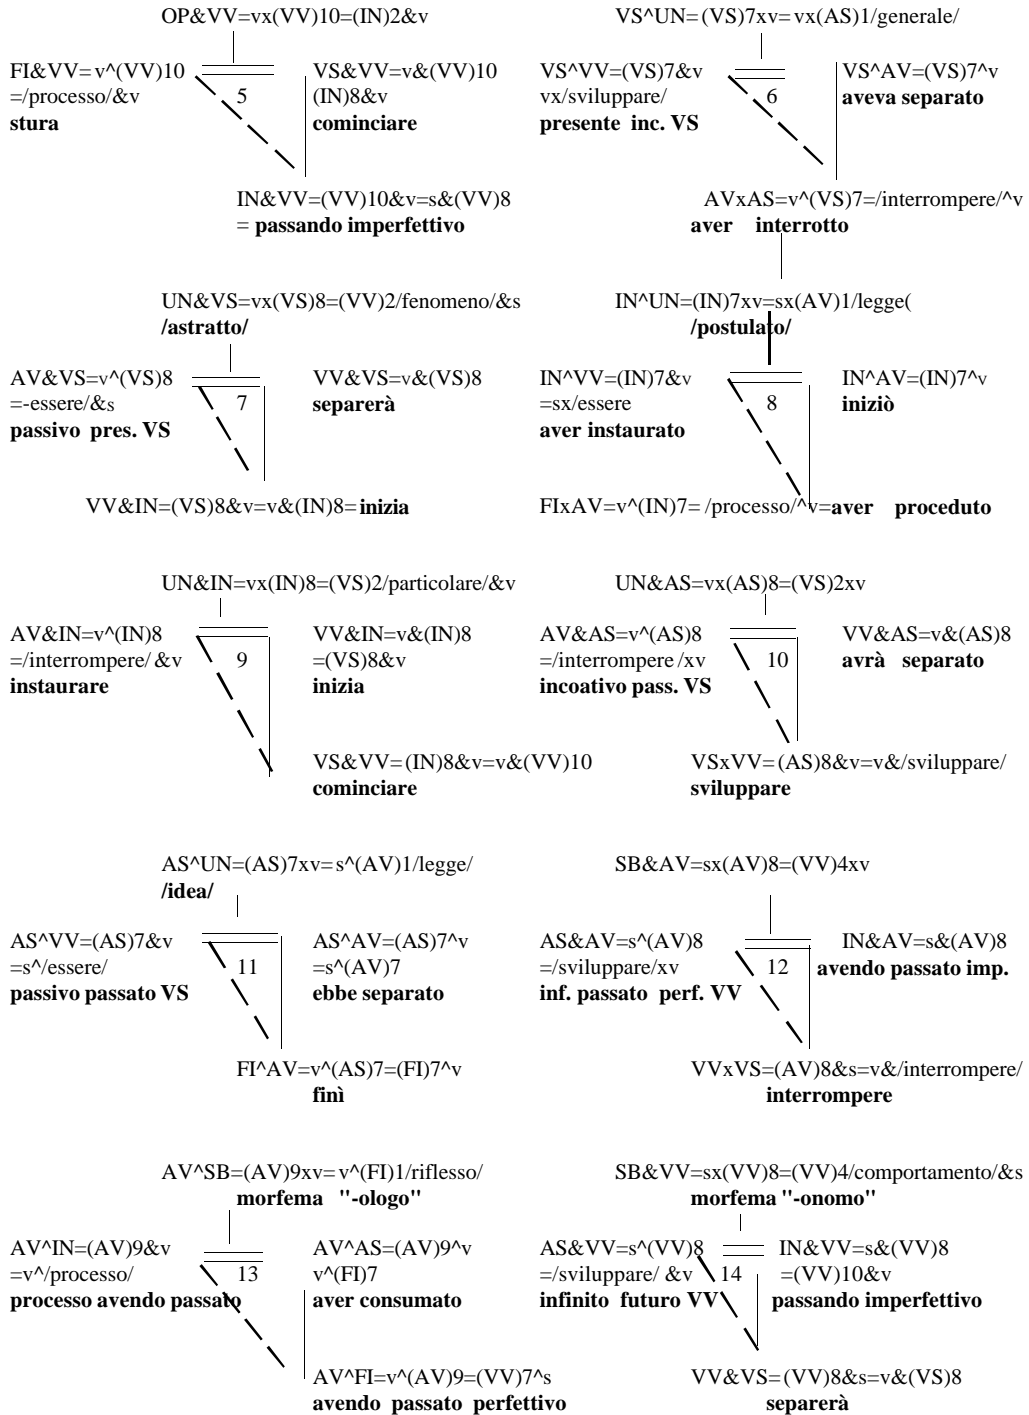 OP&VV=vx(VV)10=(IN)2&v
FI&VV=v^(VV)10
=/processo/&v
stura
5
VS&VV=v&(VV)10
(IN)8&v
cominciare
IN&VV=(VV)10&v=s&(VV)8
= passando imperfettivo
VS^UN=(VS)7xv=vx(AS)1/generale/
VS^VV=(VS)7&v
vx/sviluppare/
presente inc. VS
6
VS^AV=(VS)7^v
aveva separato
AVxAS=v^(VS)7=/interrompere/^v
aver interrotto
UN&VS=vx(VS)8=(VV)2/fenomeno/&s
/astratto/
AV&VS=v^(VS)8
=-essere/&s
passivo pres. VS
7
VV&VS=v&(VS)8
separerà
VV&IN=(VS)8&v=v&(IN)8=inizia
IN^UN=(IN)7xv=sx(AV)1/legge(
/postulato/
IN^VV=(IN)7&v
=sx/essere
aver instaurato
8
IN^AV=(IN)7^v
iniziò
FIxAV=v^(IN)7=/processo/^v=aver proceduto
UN&IN=vx(IN)8=(VS)2/particolare/&v
AV&IN=v^(IN)8
=/interrompere/ &v
instaurare
9
VV&IN=v&(IN)8
=(VS)8&v
inizia
VS&VV=(IN)8&v=v&(VV)10
cominciare
UN&AS=vx(AS)8=(VS)2xv
AV&AS=v^(AS)8
=/interrompere/xv
incoativo pass. VS
10
VV&AS=v&(AS)8
avrà separato
VSxVV=(AS)8&v=v&/sviluppare/
sviluppare
AS^UN=(AS)7xv=s^(AV)1/legge/
/idea/
AS^VV=(AS)7&v
=s^/essere/
passivo passato VS
11
AS^AV=(AS)7^v
=s^(AV)7
ebbe separato
FI^AV=v^(AS)7=(FI)7^v
finì
SB&AV=sx(AV)8=(VV)4xv
AS&AV=s^(AV)8
=/sviluppare/xv
inf. passato perf. VV
12
IN&AV=s&(AV)8
avendo passato imp.
VVxVS=(AV)8&s=v&/interrompere/
interrompere
AV^SB=(AV)9xv=v^(FI)1/riflesso/
morfema "-ologo"
AV^IN=(AV)9&v
=v^/processo/
processo avendo passato
13
AV^AS=(AV)9^v
v^(FI)7
aver consumato
AV^FI=v^(AV)9=(VV)7^s
avendo passato perfettivo
SB&VV=sx(VV)8=(VV)4/comportamento/&s
morfema "-onomo"
AS&VV=s^(VV)8
=/sviluppare/ &v
infinito futuro VV
14
IN&VV=s&(VV)8
=(VV)10&v
passando imperfettivo
VV&VS=(VV)8&s=v&(VS)8
separerà